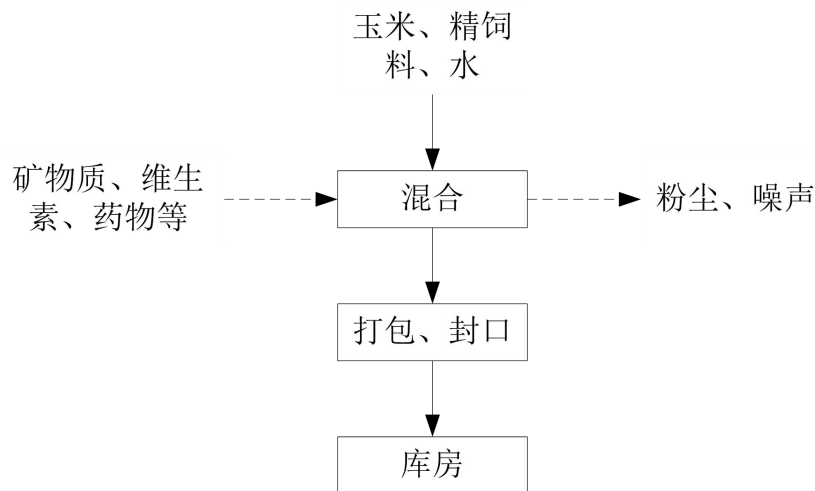 玉米、精饲
料、水
矿物质、维生
素、药物等
混合
粉尘、噪声
打包、封口
库房